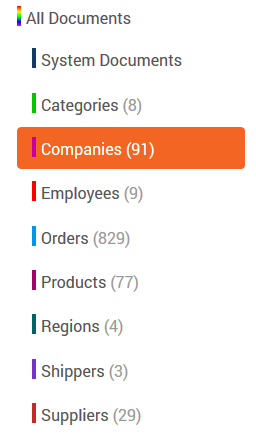 All Documents
System Documents
Categories (8)
Companies (91)
Employees (9)
Orders (829)
Products (77)
Regions (4)
Shippers (3)
Suppliers (29)